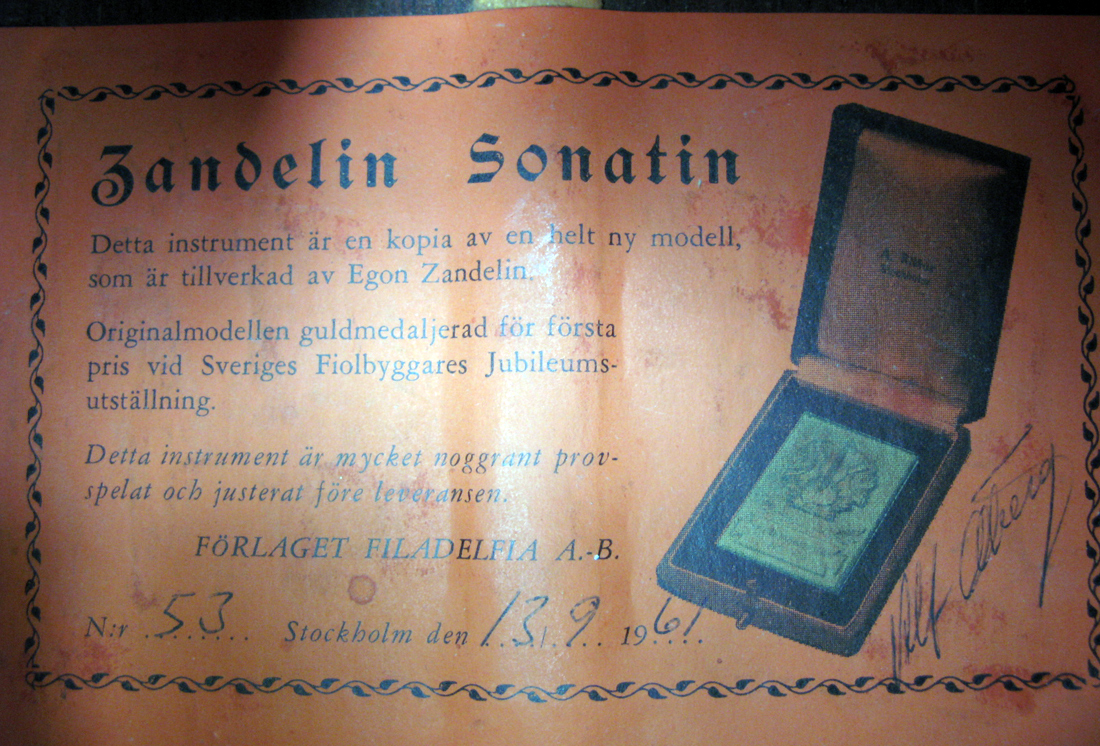 Zandelin Sonatin
Detta instrument är en kopia av en helt ny modell,
som är tillverkad av Egon Zandelin.
Originalmodellen guldmedaljerad för första
pris vid Sveriges Fiolbyggares Jubileums-
utställning.
Detta instrument är mycket noggrant prov-
spelat och justerat före leveransen.
FÖRLAGET FILADELFIA A.-B.
N:r 53 Stockholm den 13/9 1961